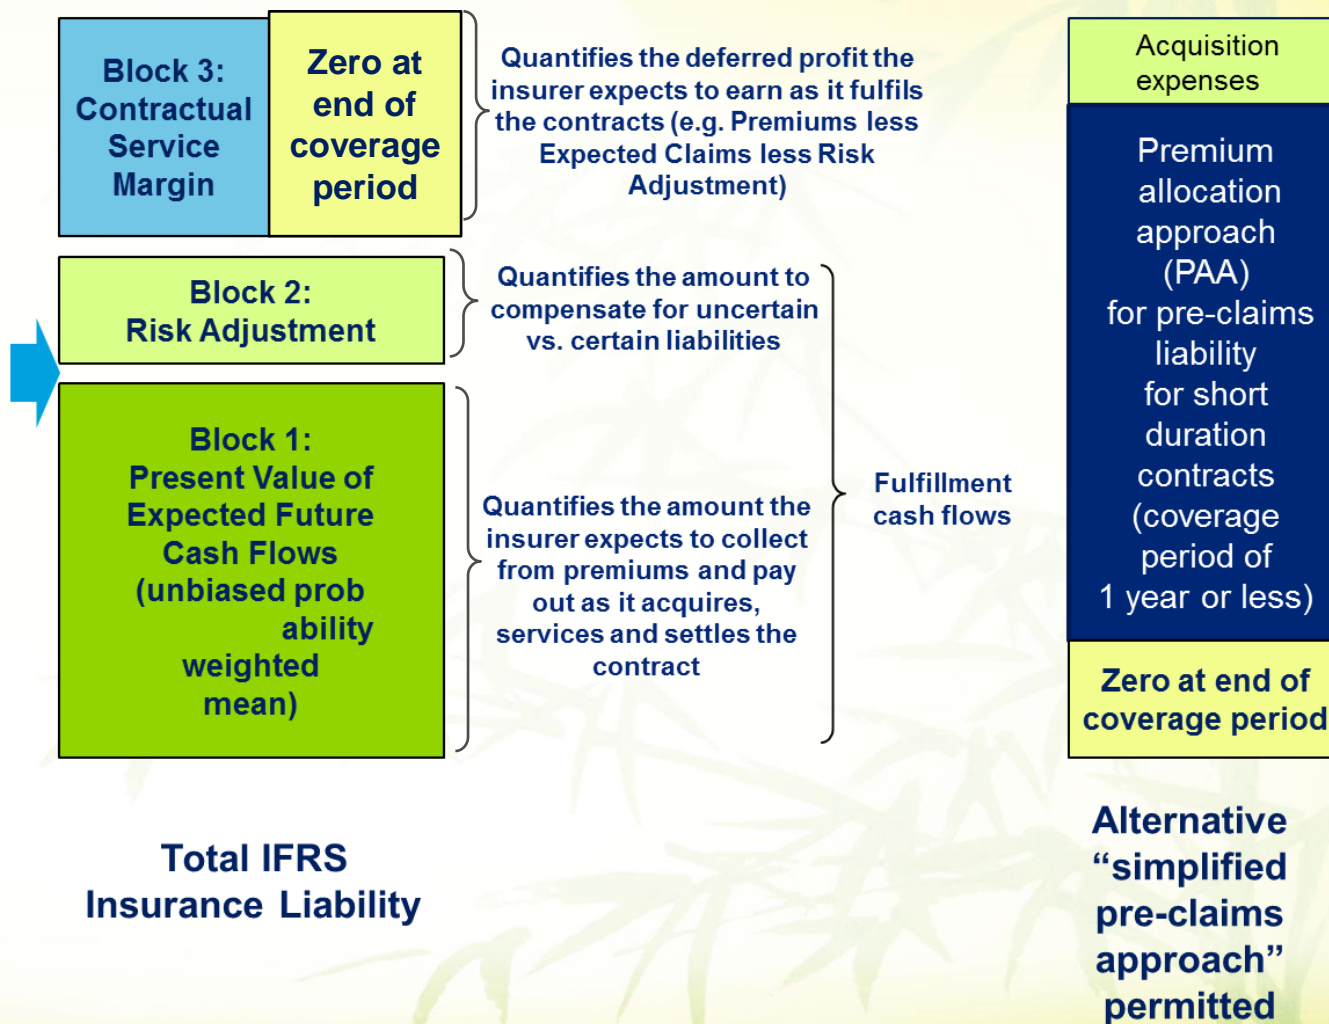 Block 3:
Contractual
Service
Margin
Zero at
end of
coverage
period
Quantifies the deferred profit the
insurer expects to earn as it fulfils
the contracts (e.g. Premiums less
Expected Claims less Risk
Adjustment)
Block 2:
Risk Adjustment
Quantifies the amount to
compensate for uncertain
vs. certain liabilities
Block 1:
Present Value of
Expected Future
Cash Flows
(unbiased prob
ability
weighted
mean)
Quantifies the amount the
insurer expects to collect
from premiums and pay
out as it acquires,
services and settles the
contract
Fulfillment
cash flows
Total IFRS
Insurance Liability
Acquisition
expenses
Premium
allocation
approach
(PAA)
for pre-claims
liability
for short
duration
contracts
(coverage
period of
1 year or less)
Zero at end of
coverage period
Alternative
“simplified
pre-claims
approach”
permitted